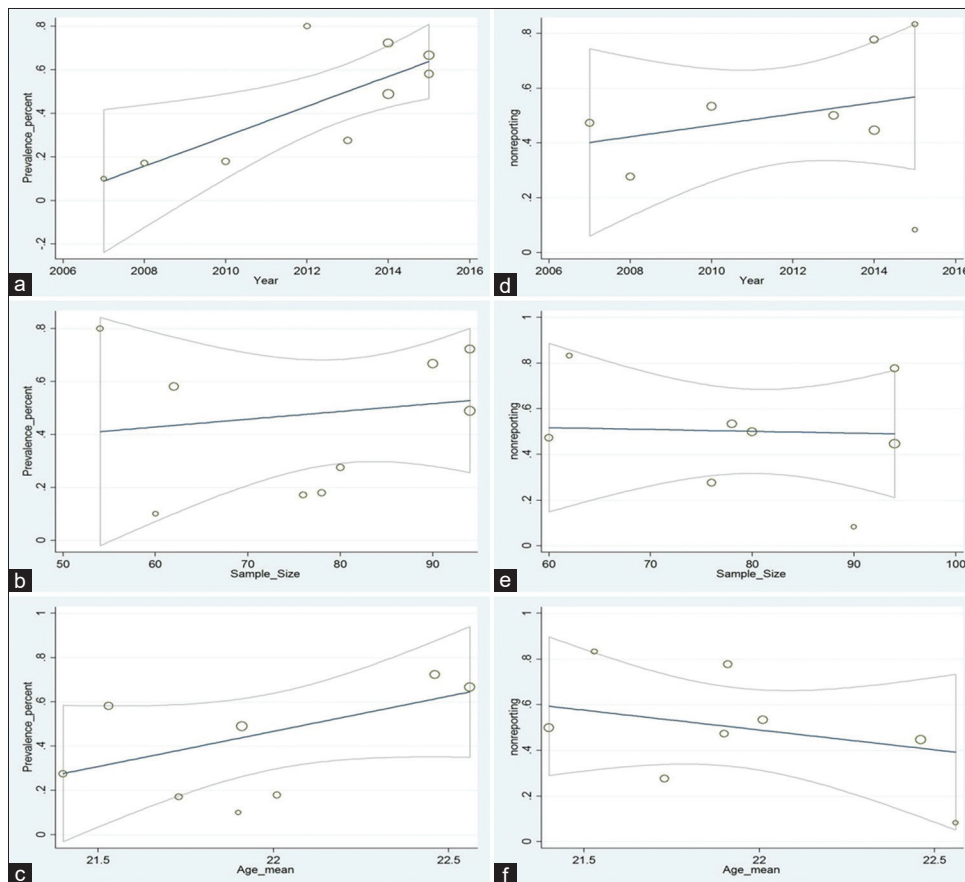 Prevalence_percent
.8
.6
.4
.2
0
-.2
2006 2008 2010 2012 2014 2016
Year
a
nonreporting
.8
.6
.4
.2
0
2006 2008 2010 2012 2014 2016
Year
d
Prevalence_percent
.8
.6
.4
.2
0
50 60 70 80 90
Sample_Size
b
nonreporting
1
.8
.6
.4
.2
0
60 70 80 90 100
Sample_Size
e
Prevalence_percent
1
.8
.6
.4
.2
0
21.5 22 22.5
Age_mean
c
nonreporting
1
.8
.6
.4
.2
0
21.5 22 22.5
Age_mean
f